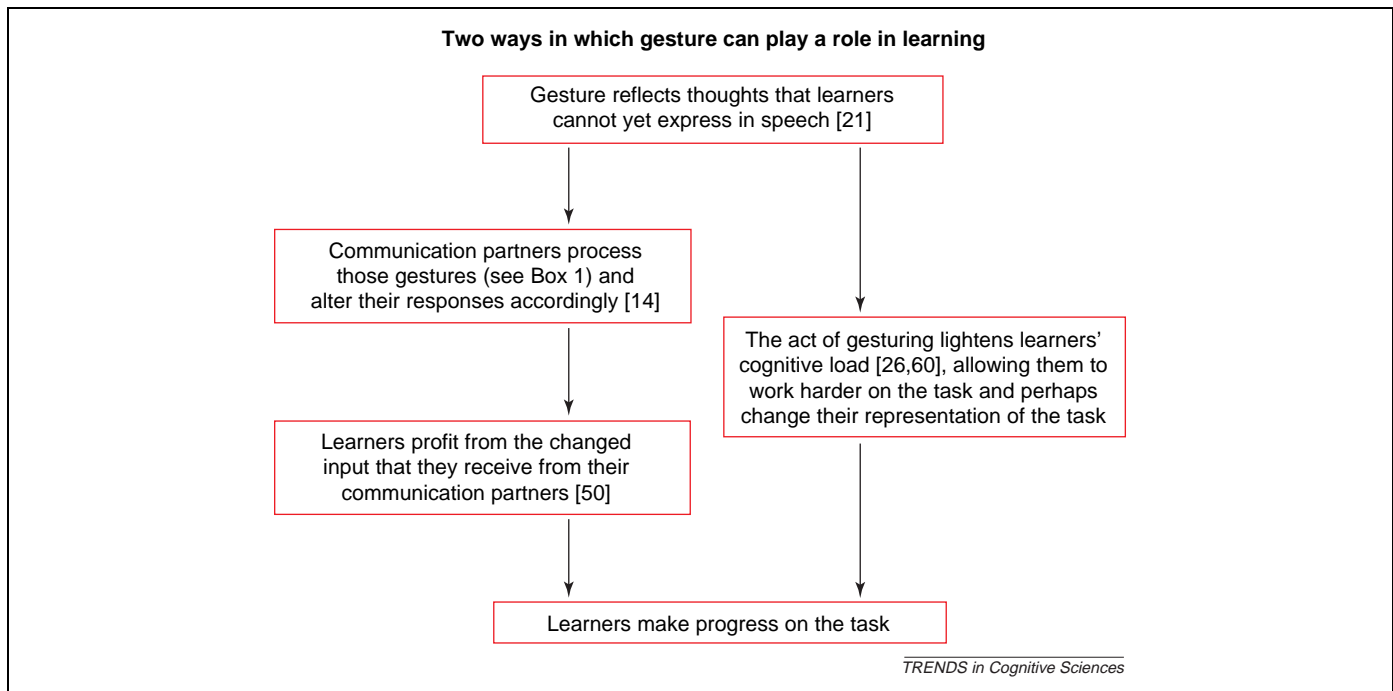 Two ways in which gesture can play a role in learning
Gesture reflects thoughts that learners
cannot yet express in speech [21]
Communication partners process
those gestures (see Box 1) and
alter their responses accordingly [14]
The act of gesturing lightens learners’
cognitive load [26,60], allowing them to
work harder on the task and perhaps
change their representation of the task
Learners profit from the changed
input that they receive from their
communication partners [50]
Learners make progress on the task
TRENDS in Cognitive Sciences